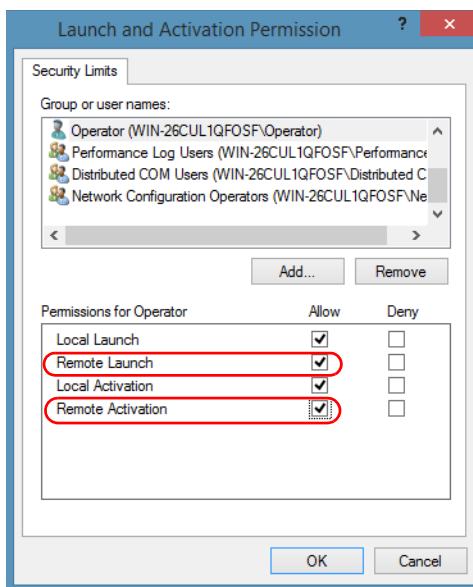 Launch and Activation Permission ?
Security Limits
Group or user names:
Operator (WIN-26CUL1QFOSF\Operator)
Performance Log Users (WIN-26CUL1QFOSF\Performance
Distributed COM Users (WIN-26CUL1QFOSF\Distributed C
Network Configuration Operators (WIN-26CUL1QFOSF\Ne
Add... Remove
Permissions for Operator Allow Deny
Local Launch
Remote Launch
Local Activation
Remote Activation
OK Cancel